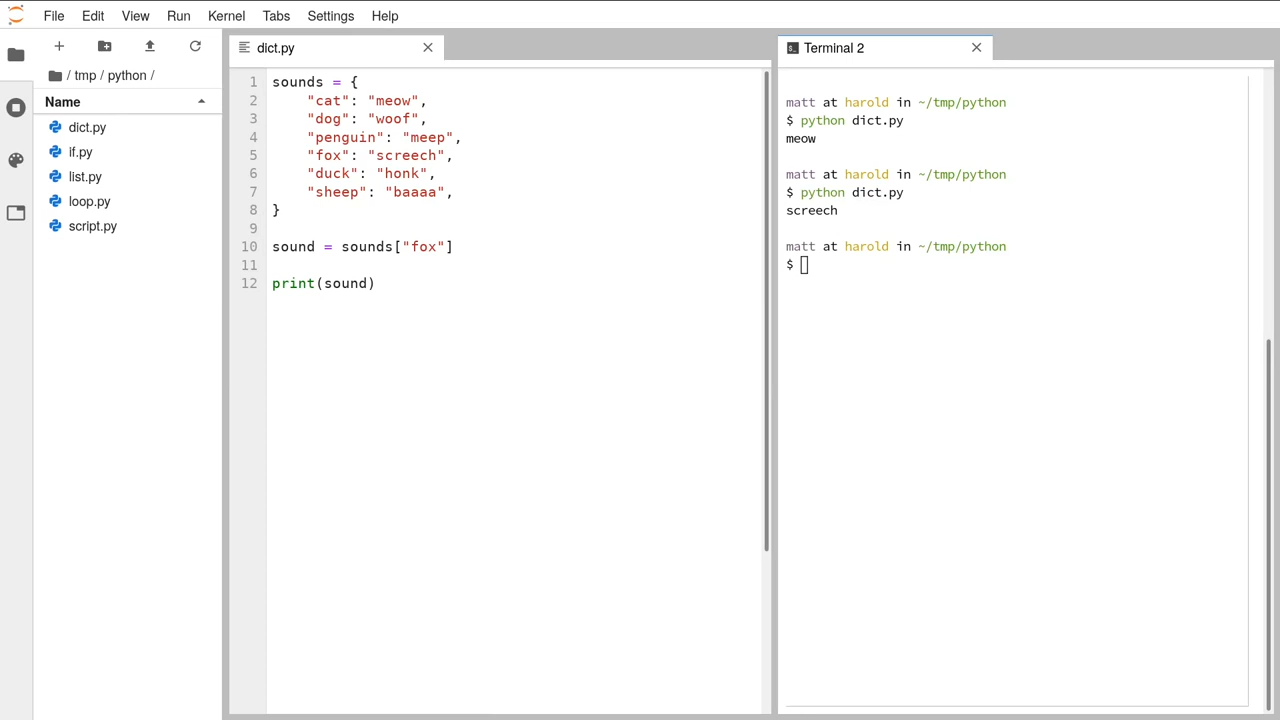 File Edit View Run Kernel Tabs Settings Help
/ tmp / python /
Name
dict.py
lf.py
list.py
loop.py
script.py
dict.py
1 sounds = {
2     "cat": "meow",
3     "dog": "woof",
4     "penguin": "meep",
5     "fox": "screech",
6     "duck": "honk",
7     "sheep": "baaaa",
8 }
9
10 sound = sounds["fox"]
11
12 print(sound)
Terminal 2
matt at harold in ~/tmp/python
$ python dict.py
meow
matt at harold in ~/tmp/python
$ python dict.py
screech
matt at harold in ~/tmp/python
$